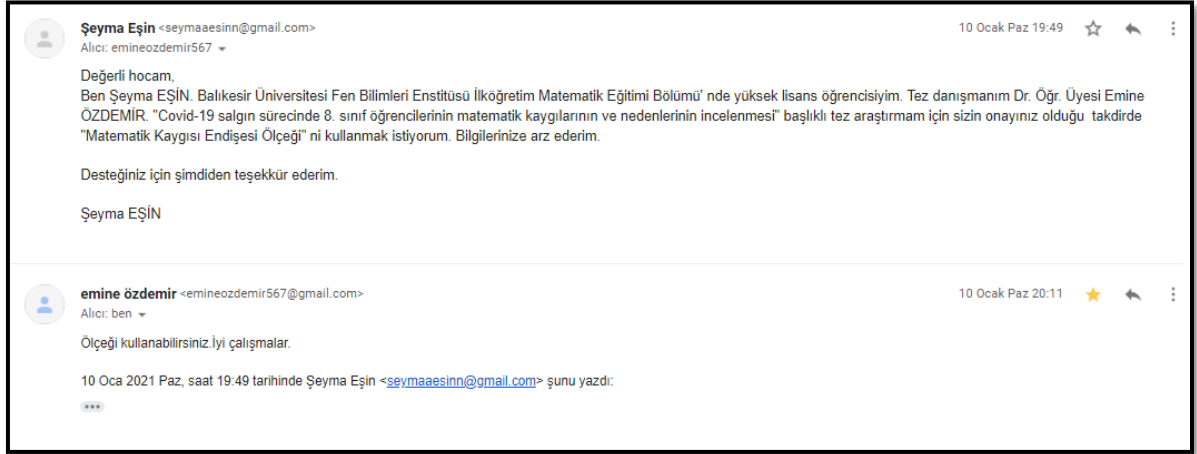 Şeyma Eşin <seymaaesinn@gmail.com> 10 Ocak Paz 19:49
Alıcı: emineozdemir567
Değerli hocam,
Ben Şeyma EŞİN. Balıkesir Üniversitesi Fen Bilimleri Enstitüsü İlköğretim Matematik Eğitimi Bölümü' nde yüksek lisans öğrencisiyim. Tez danışmanım Dr. Öğr. Üyesi Emine
ÖZDEMİR. "Covid-19 salgın sürecinde 8. sınıf öğrencilerinin matematik kaygılarının ve nedenlerinin incelenmesi" başlıklı tez araştırmam için sizin onayınız olduğu takdirde
"Matematik Kaygısı Endişesi Ölçeği" ni kullanmak istiyorum. Bilgilerinize arz ederim.
Desteğiniz için şimdiden teşekkür ederim.
Şeyma EŞİN
emine özdemir <emineozdemir567@gmail.com> 10 Ocak Paz 20:11
Alıcı: ben
Ölçeği kullanabilirsiniz.İyi çalışmalar.
10 Oca 2021 Paz, saat 19:49 tarihinde Şeyma Eşin <seymaaesinn@gmail.com> şunu yazdı: